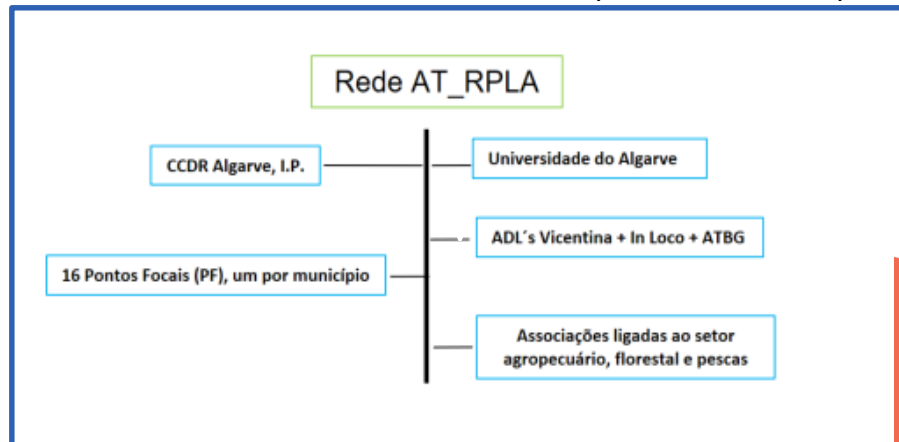 Rede AT_RPLA
CCDR Algarve, I.P.
Universidade do Algarve
ADL´s Vicentina + In Loco + ATBG
16 Pontos Focais (PF), um por município
Associações ligadas ao setor
agropecuário, florestal e pescas